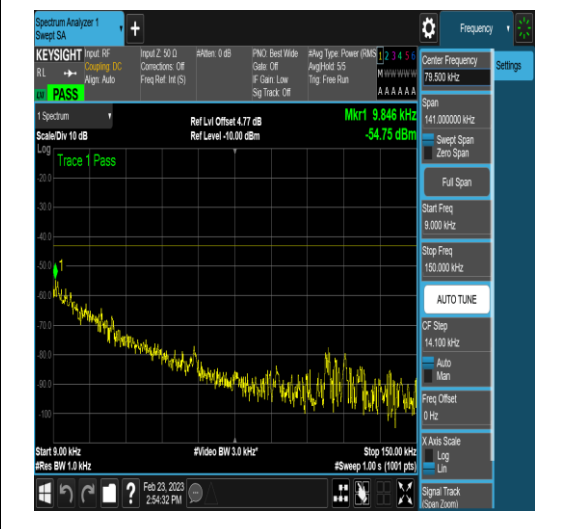 Spectrum Analyzer 1
Swept SA
+
Frequency
KEYSIGHT
RL
Input: RF
Coupling: DC
Align: Auto
Input Z: 50 Ω
Corrections: Off
Freq Ref: Int (S)
#Atten: 0 dB
PNO: Best Wide
Gate: Off
IF Gain: Low
Sig Track: Off
#Avg Type: Power (RMS
Avg|Hold: 5/5
Trig: Free Run
1 2 3 4 5 6
M W W W W W
A A A A A A
PASS
1 Spectrum
Scale/Div 10 dB
Ref Lvl Offset 4.77 dB
Ref Level -10.00 dBm
Mkr1 9.846 kHz
-54.75 dBm
Log
Trace 1 Pass
1
-20.0
-30.0
-40.0
-50.0
-60.0
-70.0
-80.0
-90.0
-100
Start 9.00 kHz
#Res BW 1.0 kHz
#Video BW 3.0 kHz*
Stop 150.00 kHz
#Sweep 1.00 s (1001 pts)
?
Feb 23, 2023
2:54:32 PM
Settings
Center Frequency
79.500 kHz
Span
141.000000 kHz
Swept Span
Zero Span
Full Span
Start Freq
9.000 kHz
Stop Freq
150.000 kHz
AUTO TUNE
CF Step
14.100 kHz
Auto
Man
Freq Offset
0 Hz
X Axis Scale
Log
Lin
Signal Track
(Span Zoom)